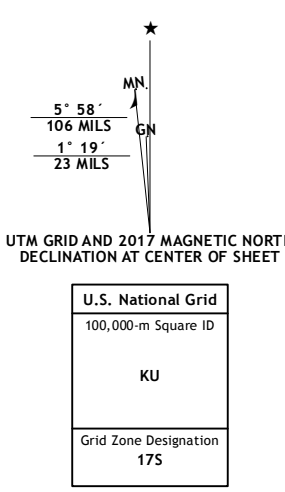 ★
MN.
5° 58´
106 MILS
GN
1° 19´
23 MILS
UTM GRID AND 2017 MAGNETIC NORT
DECLINATION AT CENTER OF SHEET
U.S. National Grid
100,000-m Square ID
KU
Grid Zone Designation
17S